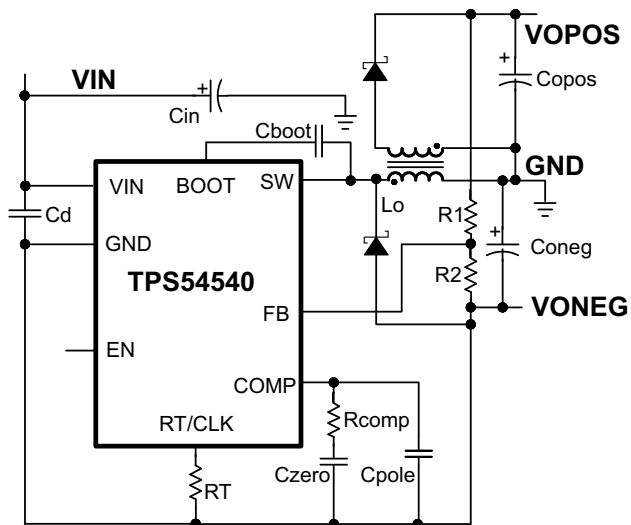 VOPOS
VIN
+
Cin
+
Copos
Cboot
GND
VIN
BOOT
SW
Lo
R1
Cd
GND
+
Coneg
TPS54540
R2
FB
VONEG
EN
COMP
RT/CLK
Rcomp
Czero
Cpole
RT